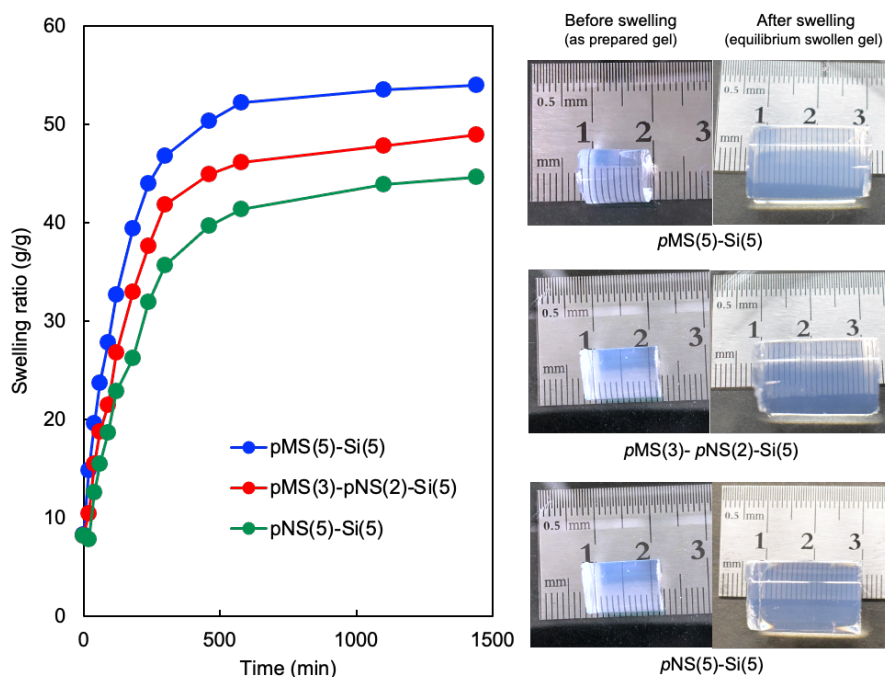 60
50
40
30
20
10
0
Swelling ratio (g/g)
pMS(5)-Si(5)
pMS(3)-pNS(2)-Si(5)
pNS(5)-Si(5)
0 500 1000 1500
Time (min)
Before swelling After swelling
(as prepared gel) (equilibrium swollen gel)
0.5 mm
1 2 3
mm
0.5 mm
1 2 3
mm
pMS(5)-Si(5)
0.5 mm
1 2 3
mm
0.5 mm
1 2 3
mm
pMS(3)- pNS(2)-Si(5)
0.5 mm
1 2 3
mm
0.5 mm
1 2 3
mm
pNS(5)-Si(5)